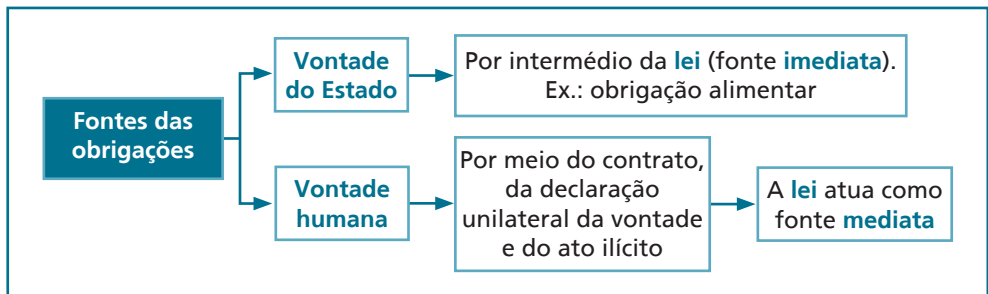 Fontes das
obrigações
Vontade
do Estado
Por intermédio da lei (fonte imediata).
Ex.: obrigação alimentar
Vontade
humana
Por meio do contrato,
da declaração
unilateral da vontade
e do ato ilícito
A lei atua como
fonte mediata